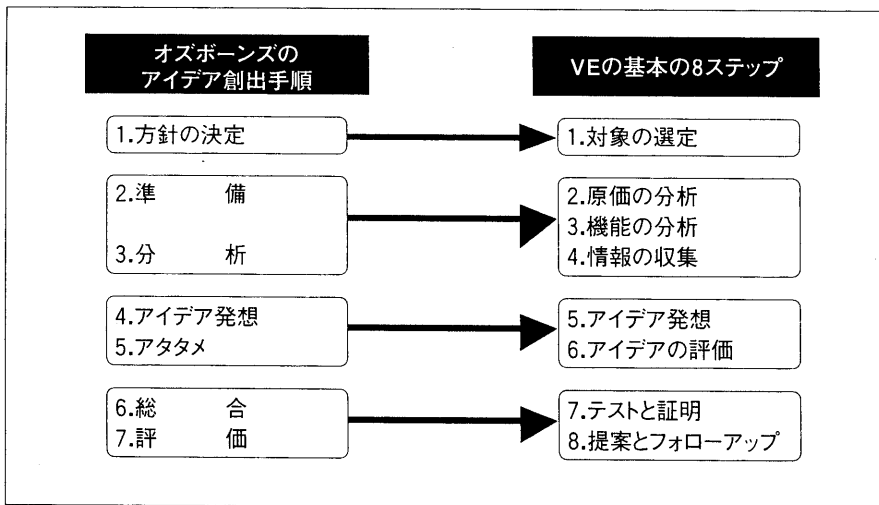 オズボーンズの
アイデア創出手順
1.方針の決定
2.準　　備
3.分　　析
4.アイデア発想
5.アタタメ
6.総　　合
7.評　　価
VEの基本の8ステップ
1.対象の選定
2.原価の分析
3.機能の分析
4.情報の収集
5.アイデア発想
6.アイデアの評価
7.テストと証明
8.提案とフォローアップ